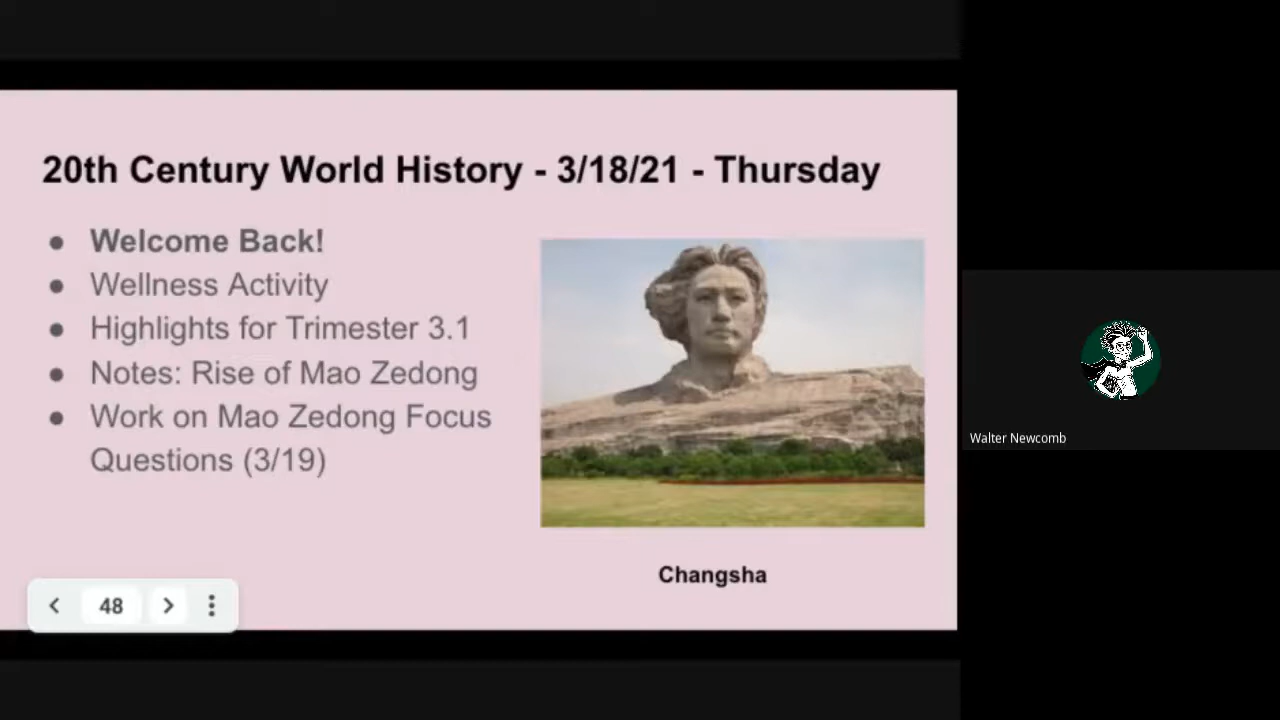 20th Century World History - 3/18/21 - Thursday
Welcome Back!
Wellness Activity
Highlights for Trimester 3.1
Notes: Rise of Mao Zedong
Work on Mao Zedong Focus
Questions (3/19)
Changsha
48
Walter Newcomb